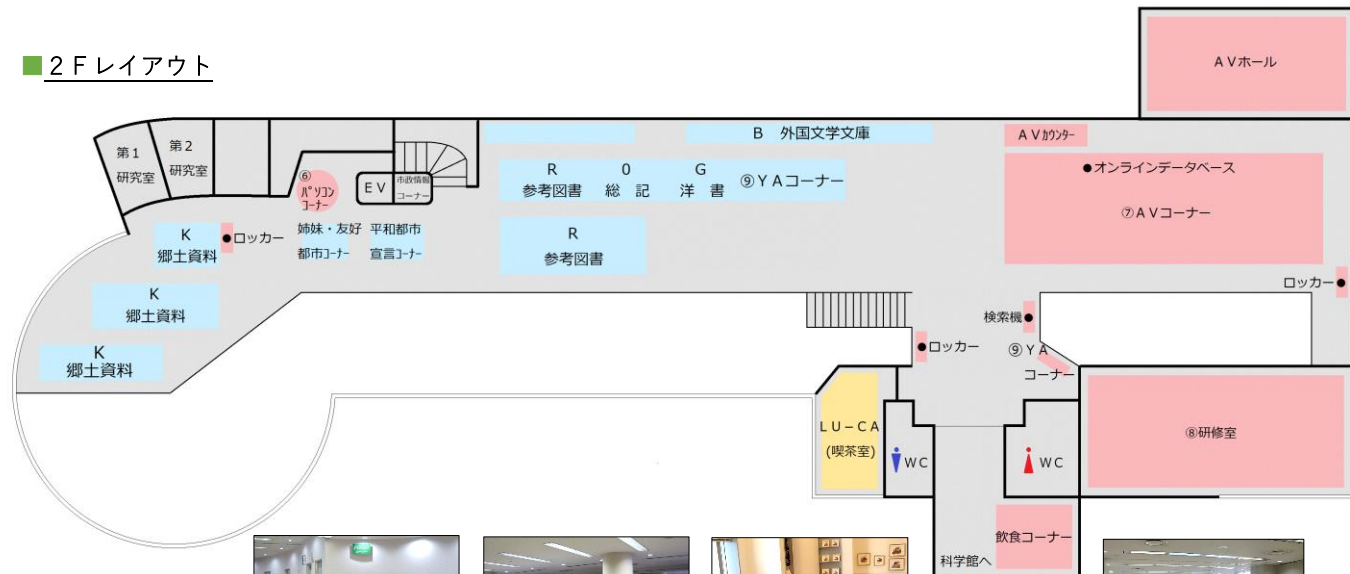 ■２Ｆレイアウト
ＡＶホール
第１
研究室
第２
研究室
⑥
ﾊﾟｿｺﾝ
ｺｰﾅｰ
ＥＶ
市政情報
コーナー
Ｂ　外国文学文庫
ＡＶｶｳﾝﾀｰ
Ｒ　０　Ｇ
参考図書　総　記　洋　書　⑨ＹＡコーナー
●オンラインデータベース
⑦ＡＶコーナー
Ｋ
郷土資料
●ロッカー
姉妹・友好
都市ｺｰﾅｰ
平和都市
宣言ｺｰﾅｰ
Ｒ
参考図書
Ｋ
郷土資料
Ｋ
郷土資料
ロッカー●
検索機●
●ロッカー
⑨ＹＡ
コーナー
ＬＵ－ＣＡ
(喫茶室)
ＷＣ
ＷＣ
⑧研修室
飲食コーナー
科学館へ